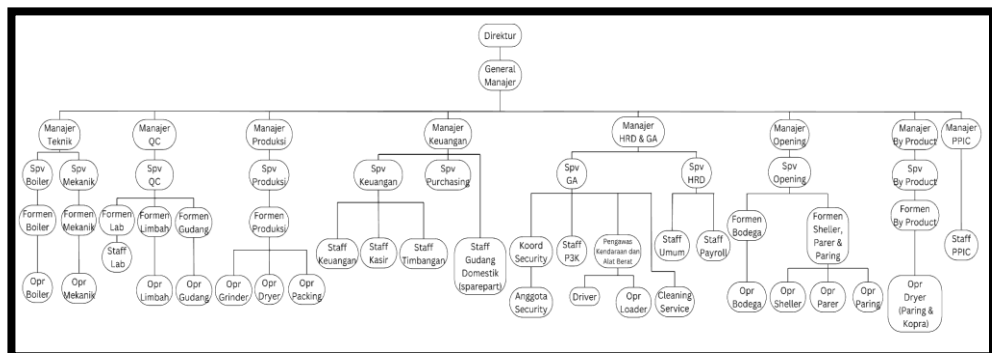 Direktur
General
Manajer
Manajer
Teknik
Manajer
QC
Manajer
Produksi
Manajer
Keuangan
Manajer
HRD & GA
Manajer
Opening
Manajer
By Product
Manajer
PPIC
Spv
Boiler
Spv
Mekanik
Spv
QC
Spv
Produksi
Spv
Keuangan
Spv
Purchasing
Spv
GA
Spv
HRD
Spv
Opening
Spv
By Product
Formen
Boiler
Formen
Mekanik
Formen
Lab
Formen
Limbah
Formen
Gudang
Formen
Produksi
Formen
Bodega
Formen
Sheller,
Parer &
Paring
Formen
By Product
Staff
Lab
Staff
Keuangan
Staff
Kasir
Staff
Timbangan
Staff
Gudang
Domestik
(sparepart)
Koord
Security
Staff
P3K
Pengawas
Kendaraan dan
Alat Berat
Staff
Umum
Staff
Payroll
Staff
PPIC
Opr
Boiler
Opr
Mekanik
Opr
Limbah
Opr
Gudang
Opr
Grinder
Opr
Dryer
Opr
Packing
Anggota
Security
Driver
Opr
Loader
Cleaning
Service
Opr
Bodega
Opr
Sheller
Opr
Parer
Opr
Paring
Opr
Dryer
(Paring &
Kopra)